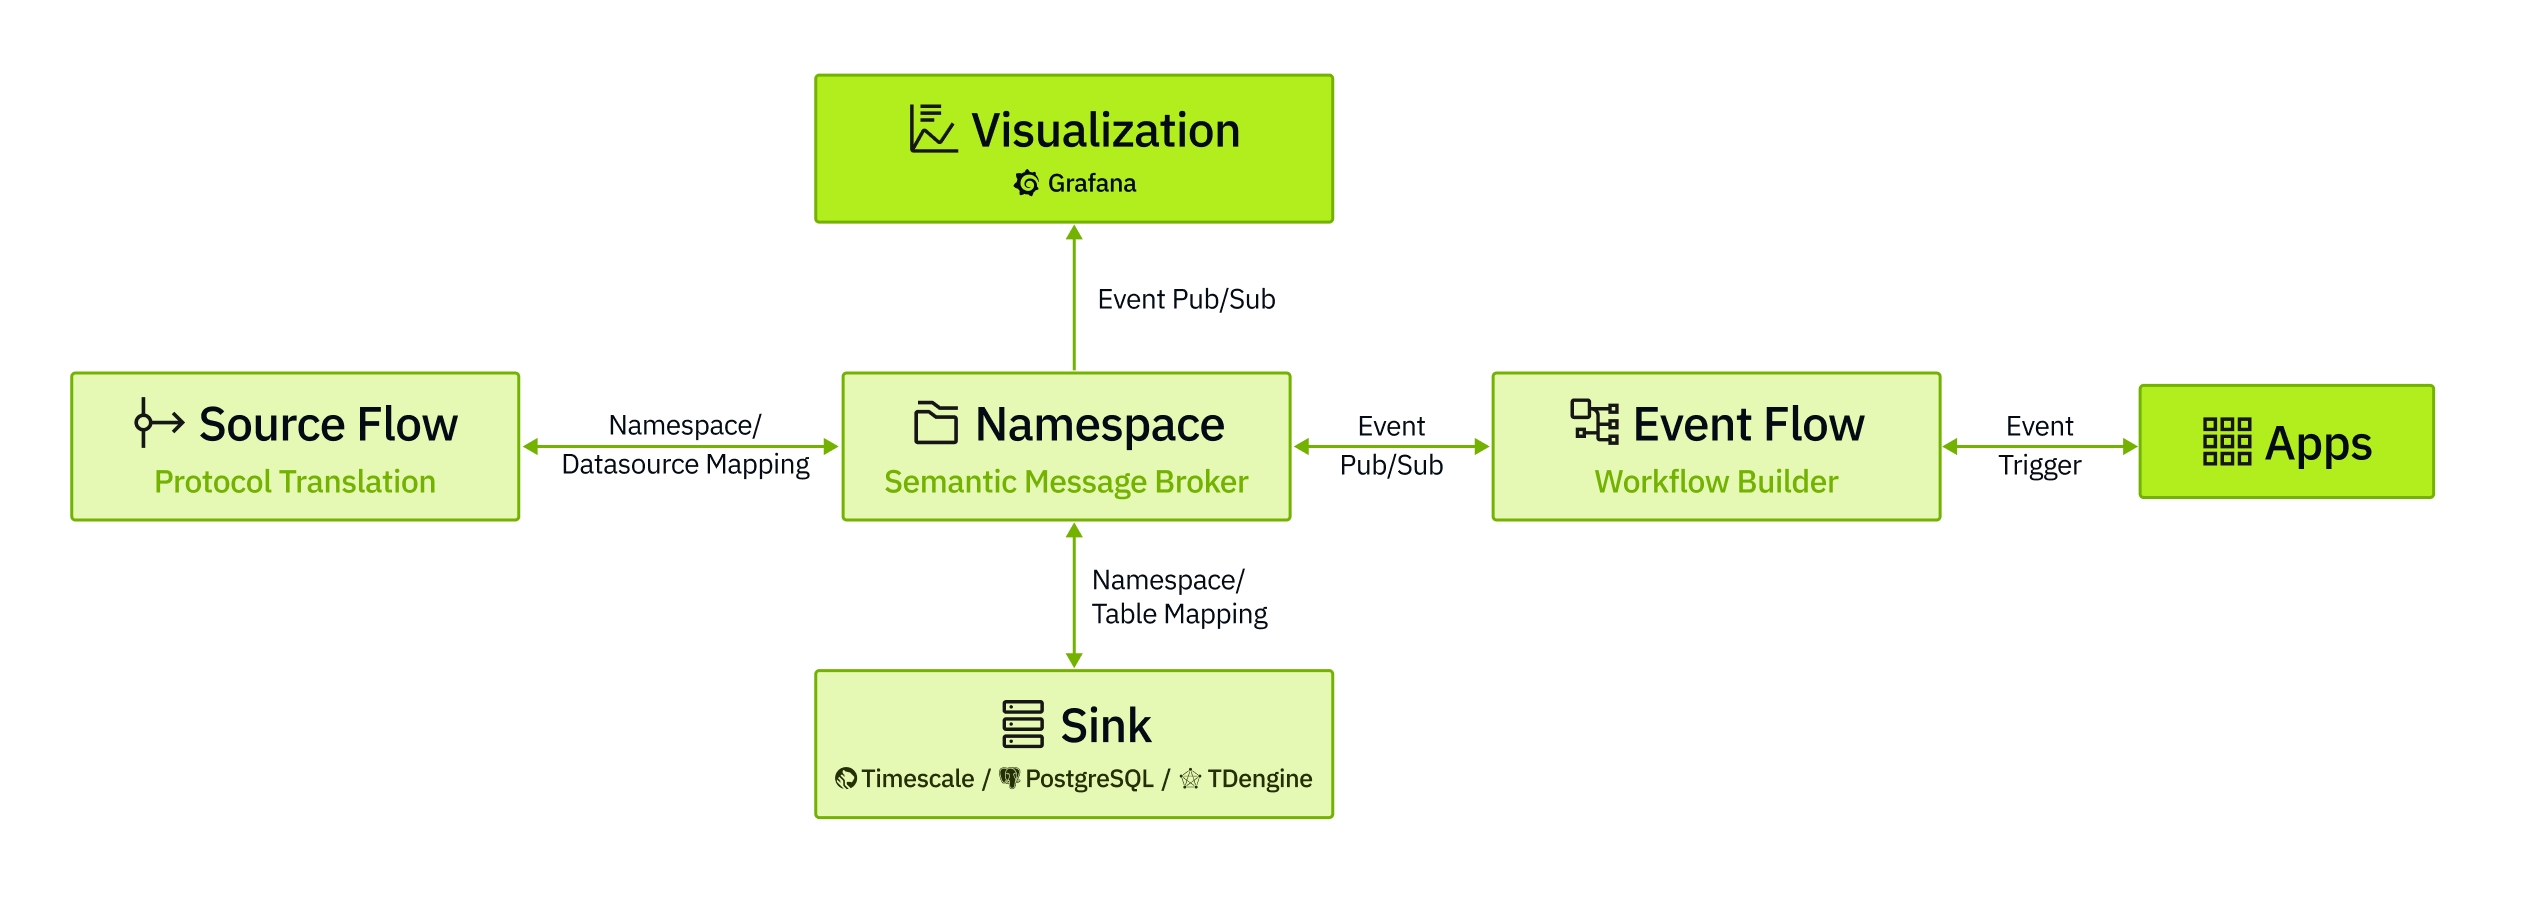 Visualization
Grafana
Event Pub/Sub
Source Flow
Protocol Translation
Namespace/
Datasource Mapping
Namespace
Semantic Message Broker
Event
Pub/Sub
Event Flow
Workflow Builder
Event
Trigger
Apps
Namespace/
Table Mapping
Sink
Timescale / PostgreSQL / TDengine